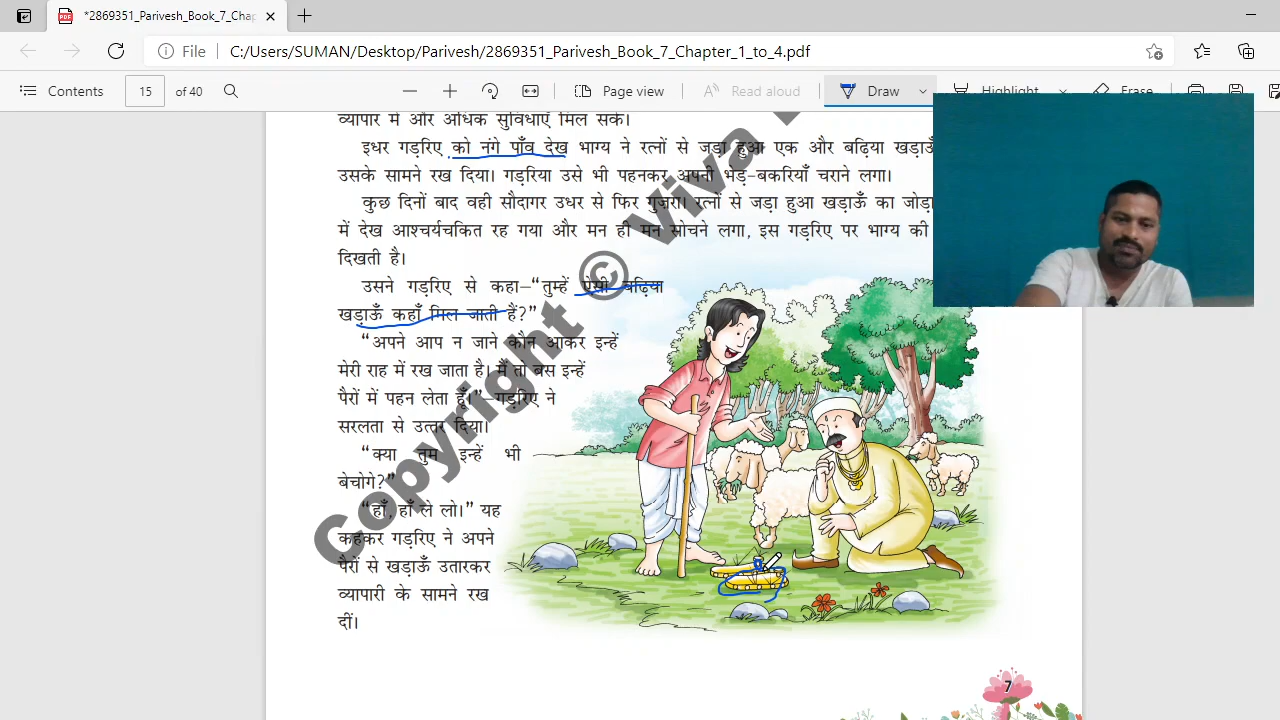 *2869351_Parivesh_Book_7_Chap
File C:/Users/SUMAN/Desktop/Parivesh/2869351_Parivesh_Book_7_Chapter_1_to_4.pdf
Contents 15 of 40 Page view Read aloud Draw Highlight Erase
व्यापार में और अधिक सुविधाएँ मिल सकें।
इधर गड़रिए को नंगे पाँव देख भाग्य ने रत्नों से जड़ा हुआ एक और बढ़िया खड़ाऊँ
उसके सामने रख दिया। गड़रिया उसे भी पहनकर अपनी भेड़-बकरियाँ चराने लगा।
कुछ दिनों बाद वही सौदागर उधर से फिर गुज़रा। रत्नों से जड़ा हुआ खड़ाऊँ का जोड़ा
में देख आश्चर्यचकित रह गया और मन ही मन सोचने लगा, इस गड़रिए पर भाग्य की
दिखती है।
उसने गड़रिए से कहा–“तुम्हें ऐसी बढ़िया
खड़ाऊँ कहाँ मिल जाती हैं?”
“अपने आप न जाने कौन आकर इन्हें
मेरी राह में रख जाता है। मैं तो बस इन्हें
पैरों में पहन लेता हूँ।”–गड़रिए ने
सरलता से उत्तर दिया।
“क्या तुम इन्हें भी
बेचोगे?”
“हाँ, हाँ ले लो।” यह
कहकर गड़रिए ने अपने
पैरों से खड़ाऊँ उतारकर
व्यापारी के सामने रख
दीं।
Copyright © Viva
7